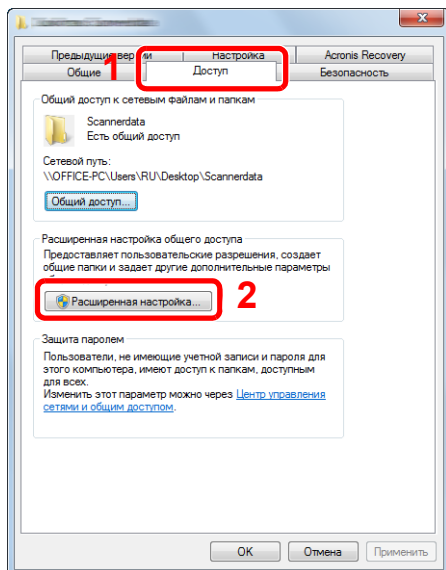 Предыдущие версии
Настройка
Acronis Recovery
Общие
1
Доступ
Безопасность
Общий доступ к сетевым файлам и папкам
Scannerdata
Есть общий доступ
Сетевой путь:
\\OFFICE-PC\Users\RU\Desktop\Scannerdata
Общий доступ...
Расширенная настройка общего доступа
Предоставляет пользовательские разрешения, создает
общие папки и задает другие дополнительные параметры
Расширенная настройка...
2
Защита паролем
Пользователи, не имеющие учетной записи и пароля для
этого компьютера, имеют доступ к папкам, доступным
для всех.
Изменить этот параметр можно через Центр управления
сетями и общим доступом.
OK
Отмена
Применить